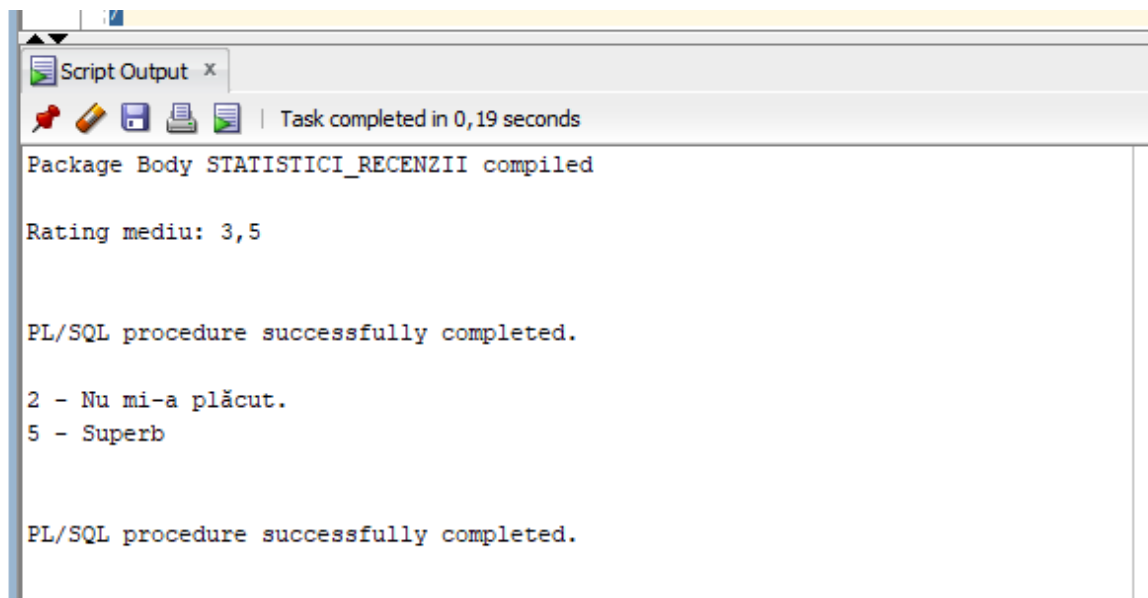 /
Script Output x
Task completed in 0,19 seconds
Package Body STATISTICI_RECENZII compiled
Rating mediu: 3,5
PL/SQL procedure successfully completed.
2 - Nu mi-a plăcut.
5 - Superb
PL/SQL procedure successfully completed.